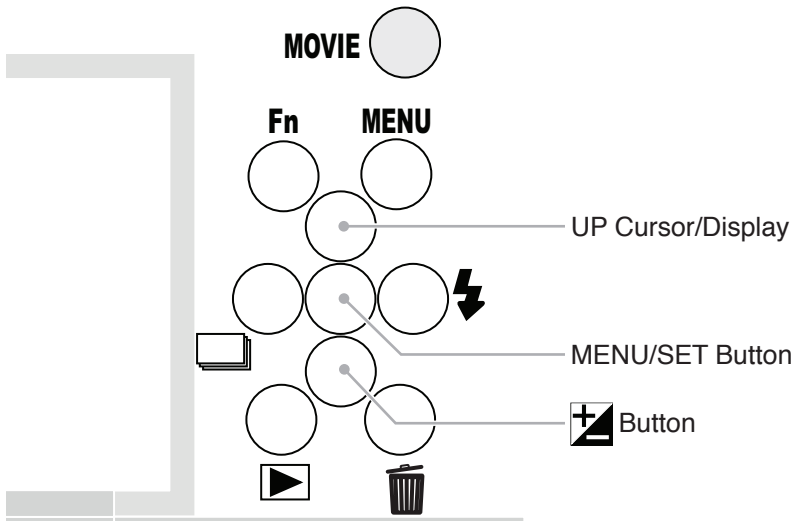 MOVIE
Fn MENU
UP Cursor/Display
MENU/SET Button
Button